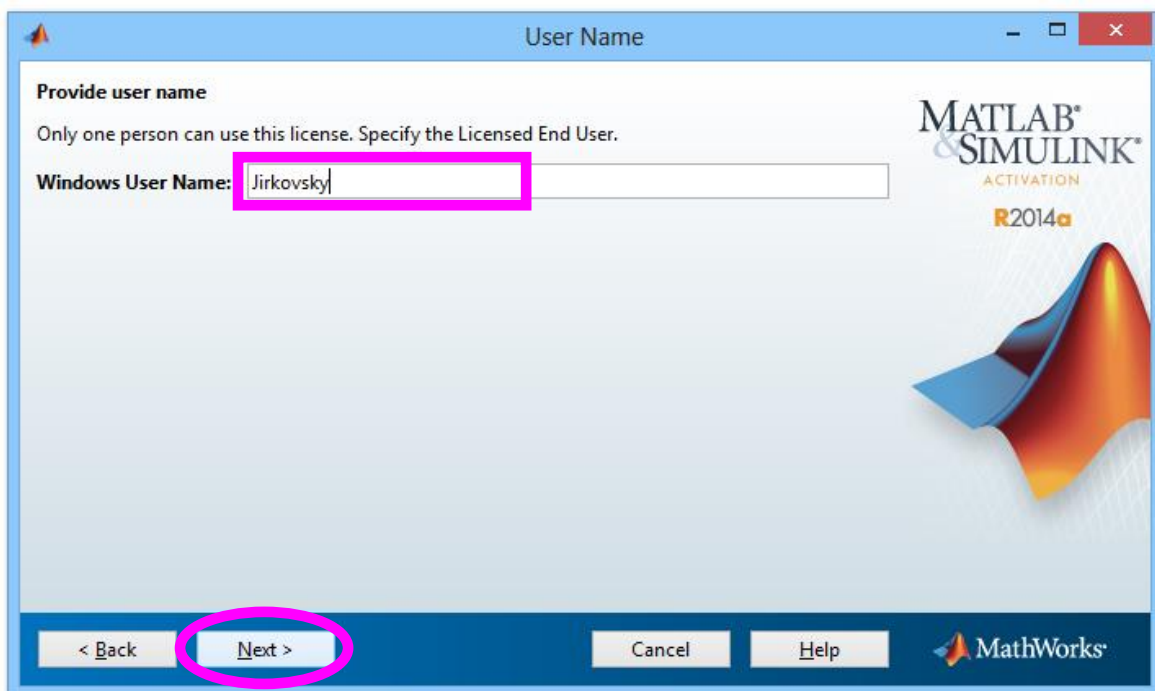 User Name
Provide user name
Only one person can use this license. Specify the Licensed End User.
Windows User Name: Jirkovsky
MATLAB®
&SIMULINK®
ACTIVATION
R2014a
< Back
Next >
Cancel
Help
MathWorks®